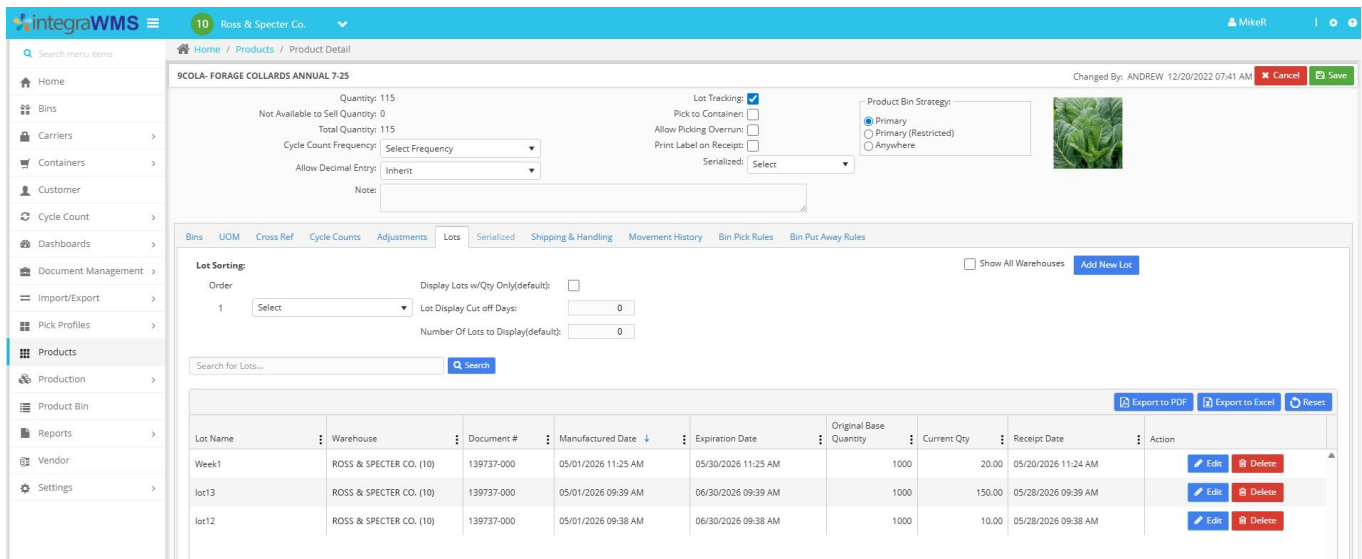 integraWMS
10 Ross & Specter Co.
MikeR
Search menu items
Home / Products / Product Detail
Home
Bins
Carriers
Containers
Customer
Cycle Count
Dashboards
Document Management
Import/Export
Pick Profiles
Products
Production
Product Bin
Reports
Vendor
Settings
9COLA- FORAGE COLLARDS ANNUAL 7-25
Changed By: ANDREW 12/20/2022 07:41 AM Cancel Save
Quantity: 115
Not Available to Sell Quantity: 0
Total Quantity: 115
Cycle Count Frequency: Select Frequency
Allow Decimal Entry: Inherit
Note:
Lot Tracking:
Pick to Container:
Allow Picking Overrun:
Print Label on Receipt:
Serialized: Select
Product Bin Strategy:
Primary
Primary (Restricted)
Anywhere
Bins UOM Cross Ref Cycle Counts Adjustments Lots Serialized Shipping & Handling Movement History Bin Pick Rules Bin Put Away Rules
Lot Sorting:
Show All Warehouses Add New Lot
Order Display Lots w/Qty Only(default):
1 Select Lot Display Cut off Days: 0
Number Of Lots to Display(default): 0
Search for Lots... Search
Export to PDF Export to Excel Reset
Lot Name Warehouse Document # Manufactured Date Expiration Date Original Base Quantity Current Qty Receipt Date Action
Week1 ROSS & SPECTER CO. (10) 139737-000 05/01/2026 11:25 AM 05/30/2026 11:25 AM 1000 20.00 05/20/2026 11:24 AM Edit Delete
lot13 ROSS & SPECTER CO. (10) 139737-000 05/01/2026 09:39 AM 06/30/2026 09:39 AM 1000 150.00 05/28/2026 09:39 AM Edit Delete
lot12 ROSS & SPECTER CO. (10) 139737-000 05/01/2026 09:38 AM 06/30/2026 09:38 AM 1000 10.00 05/28/2026 09:38 AM Edit Delete